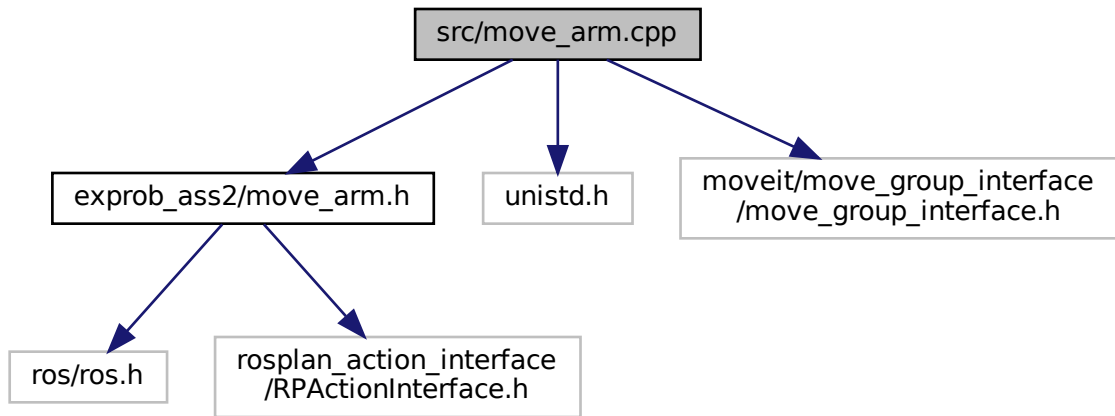 src/move_arm.cpp
exprob_ass2/move_arm.h
unistd.h
moveit/move_group_interface
/move_group_interface.h
ros/ros.h
rosplan_action_interface
/RPActionInterface.h